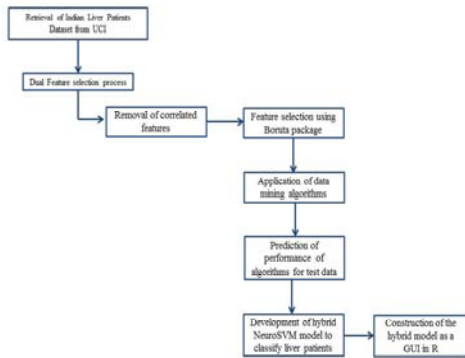 Retrieval of Indian Liver Patients
Dataset from UCI
Dual Feature selection process
Removal of correlated
features
Feature selection using
Boruta package
Application of data
mining algorithms
Prediction of
performance of
algorithms for test data
Development of hybrid
NeuroSVM model to
classify liver patients
Construction of the
hybrid model as a
GUI in R